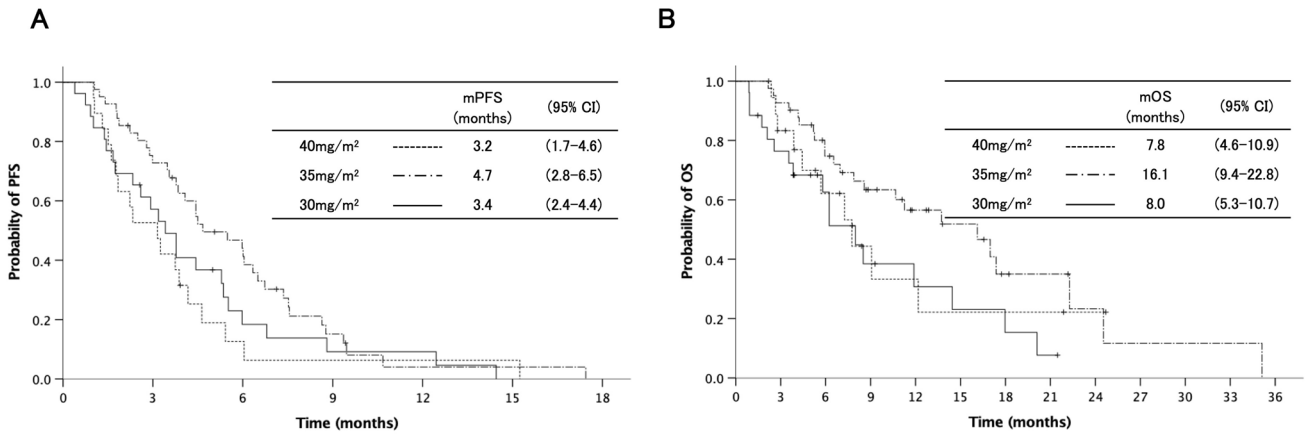 A
Probability of PFS
1.0
0.8
0.6
0.4
0.2
0.0
mPFS (95% CI)
(months)
40mg/m² 3.2 (1.7–4.6)
35mg/m² 4.7 (2.8–6.5)
30mg/m² 3.4 (2.4–4.4)
0 3 6 9 12 15 18
Time (months)
B
Probability of OS
1.0
0.8
0.6
0.4
0.2
0.0
mOS (95% CI)
(months)
40mg/m² 7.8 (4.6–10.9)
35mg/m² 16.1 (9.4–22.8)
30mg/m² 8.0 (5.3–10.7)
0 3 6 9 12 15 18 21 24 27 30 33 36
Time (months)